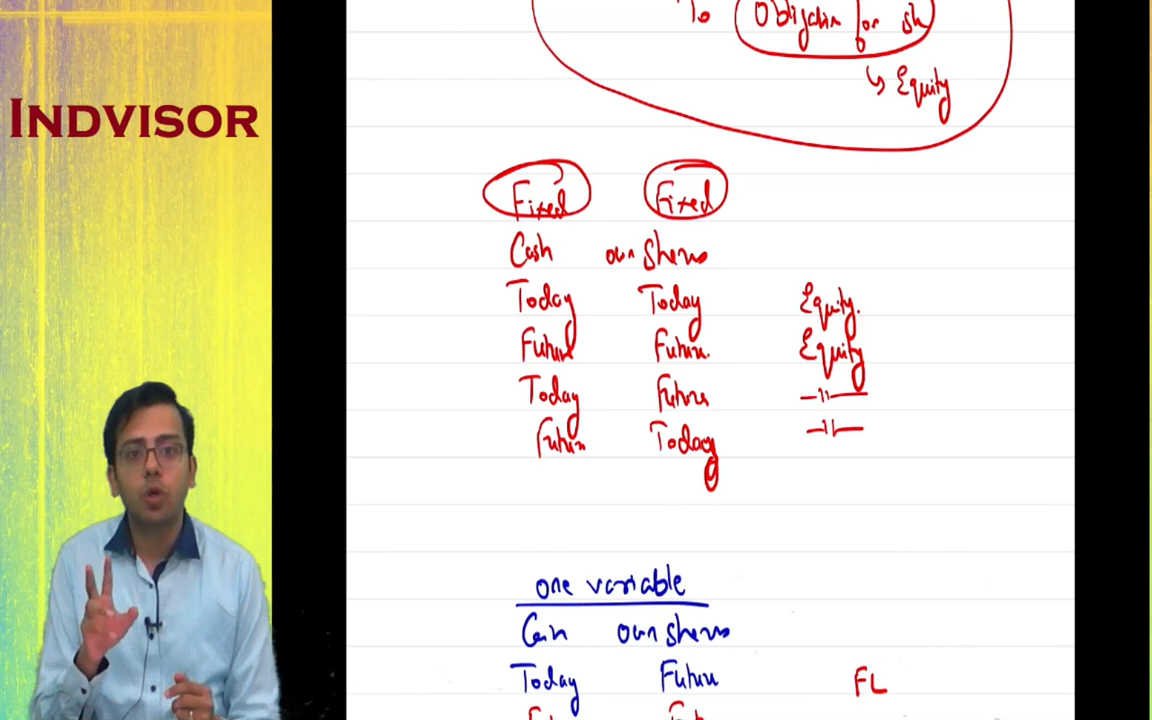 INDVISOR
To Obligation for sh
↳ Equity
Fixed Fixed
Cash own Shares
Today Today Equity.
Future Future. Equity
Today Future
Future Today
one variable
Cash own shares
Today Future FL